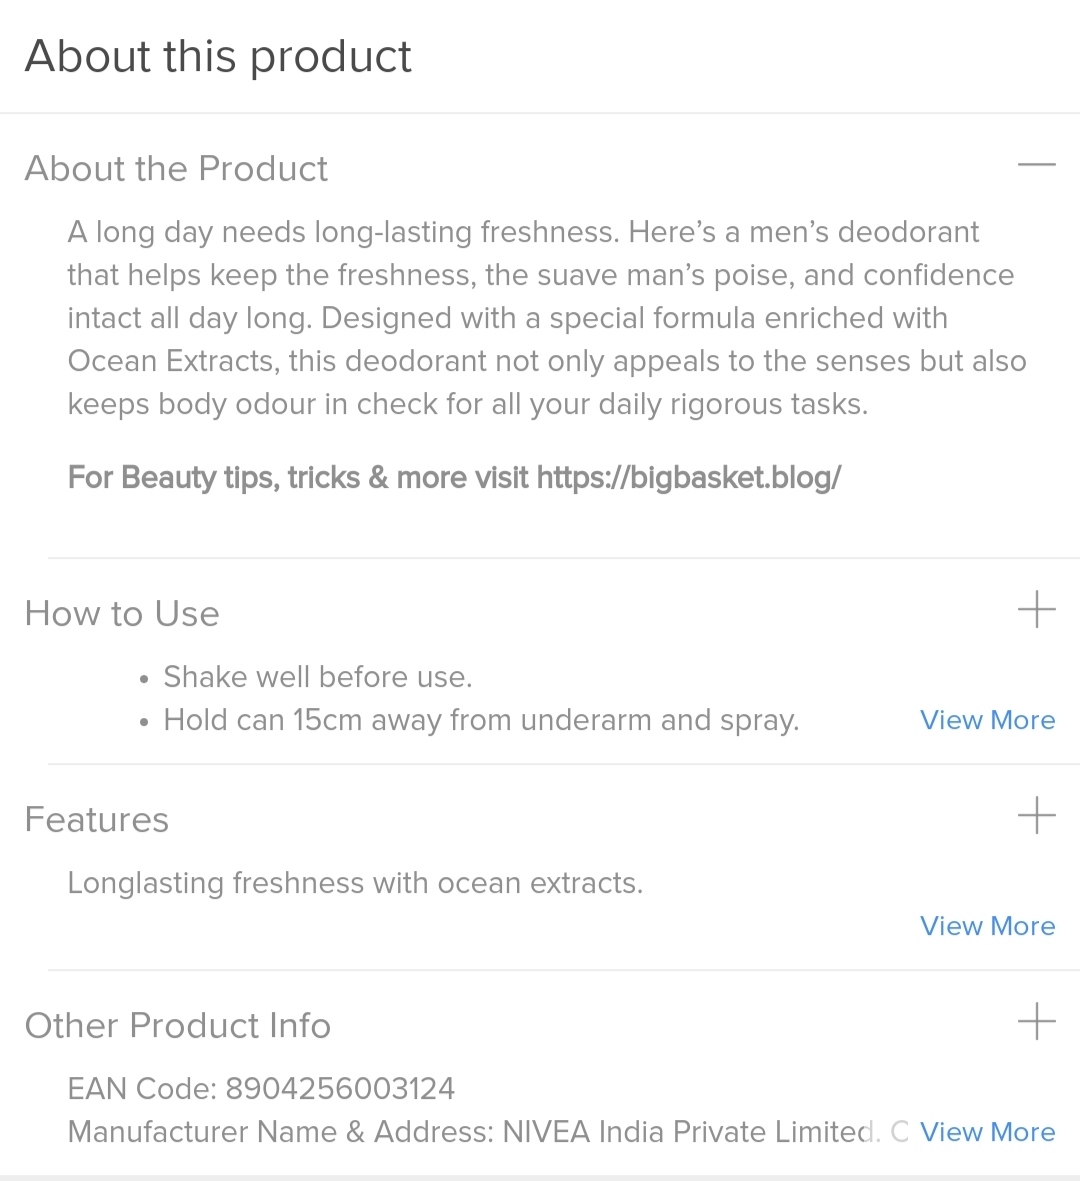 About this product
About the Product
A long day needs long-lasting freshness. Here’s a men’s deodorant
that helps keep the freshness, the suave man’s poise, and confidence
intact all day long. Designed with a special formula enriched with
Ocean Extracts, this deodorant not only appeals to the senses but also
keeps body odour in check for all your daily rigorous tasks.
For Beauty tips, tricks & more visit https://bigbasket.blog/
How to Use
• Shake well before use.
• Hold can 15cm away from underarm and spray. View More
Features
Longlasting freshness with ocean extracts.
View More
Other Product Info
EAN Code: 8904256003124
Manufacturer Name & Address: NIVEA India Private Limited. C View More